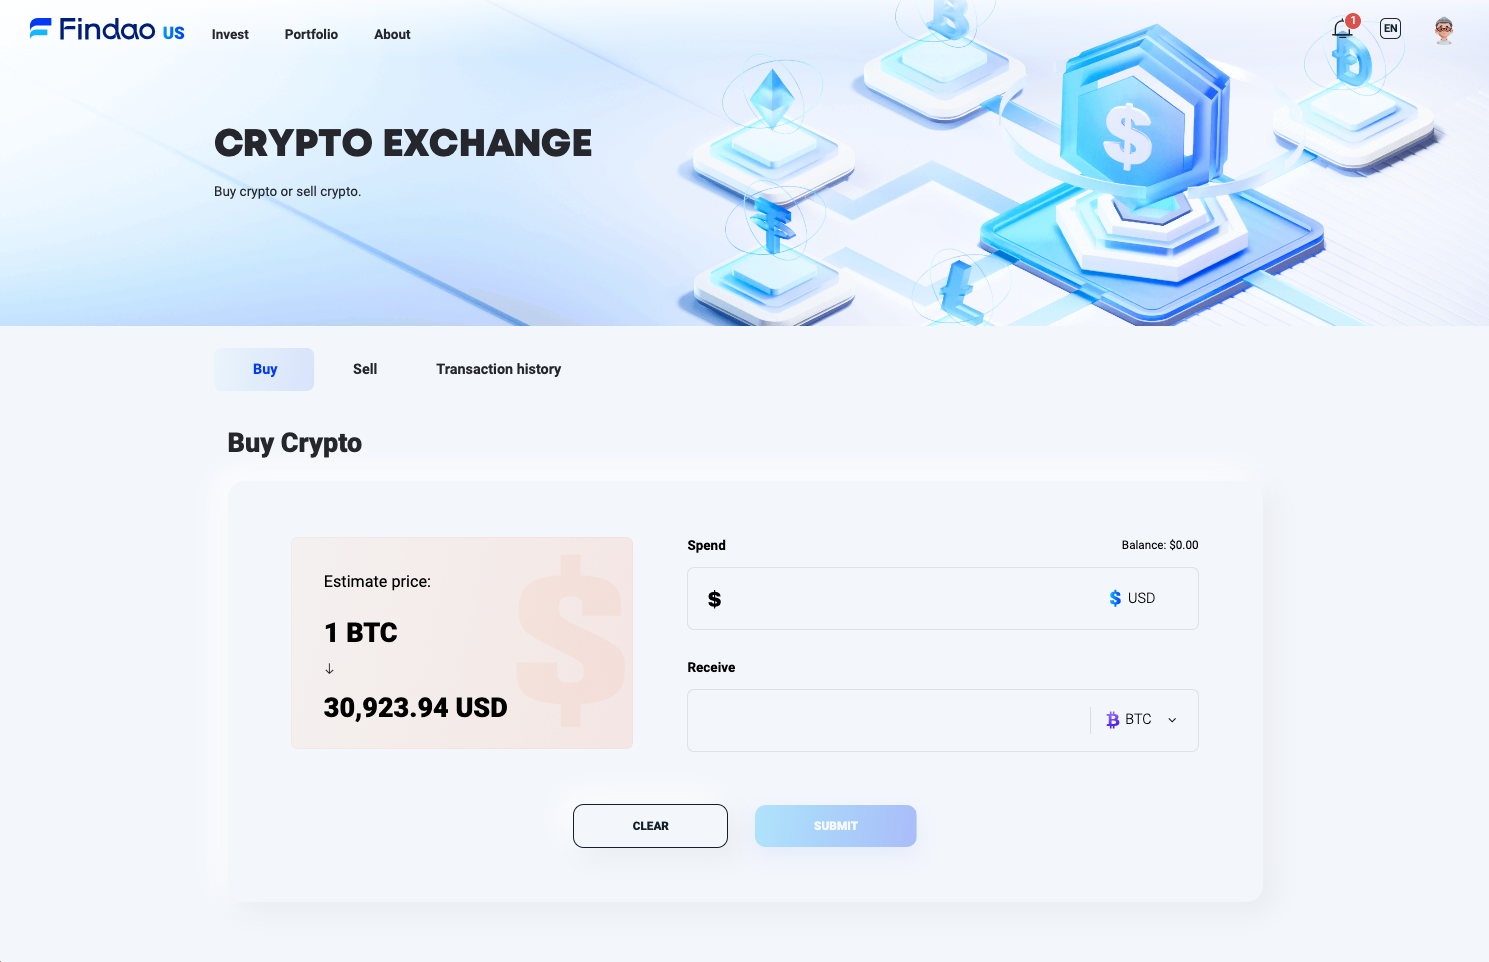 Findao US
Invest
Portfolio
About
1
EN
CRYPTO EXCHANGE
Buy crypto or sell crypto.
Buy
Sell
Transaction history
Buy Crypto
Estimate price:
1 BTC
↓
30,923.94 USD
$
Spend
Balance: $0.00
$
$ USD
Receive
BTC
CLEAR
SUBMIT